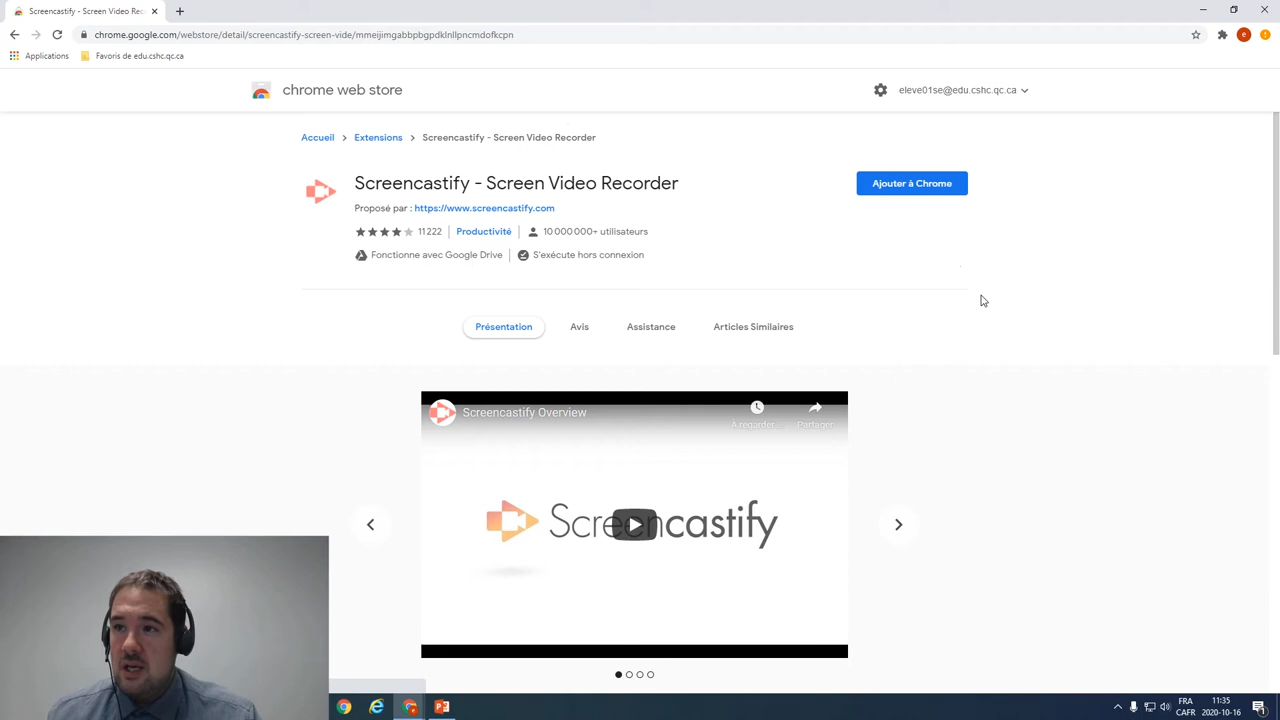 Screencastify - Screen Video Rec
chrome.google.com/webstore/detail/screencastify-screen-vide/mmeijimgabbpbgpdklnllpncmdofkcpn
e
Applications
Favoris de edu.cshc.qc.ca
chrome web store
eleve01se@edu.cshc.qc.ca
Accueil > Extensions > Screencastify - Screen Video Recorder
Screencastify - Screen Video Recorder
Ajouter à Chrome
Proposé par : https://www.screencastify.com
11 222
Productivité
10 000 000+ utilisateurs
Fonctionne avec Google Drive
S'exécute hors connexion
Présentation
Avis
Assistance
Articles Similaires
Screencastify Overview
À regarder
Partager
Screencastify
FRA
CAFR
11:35
2020-10-16
1